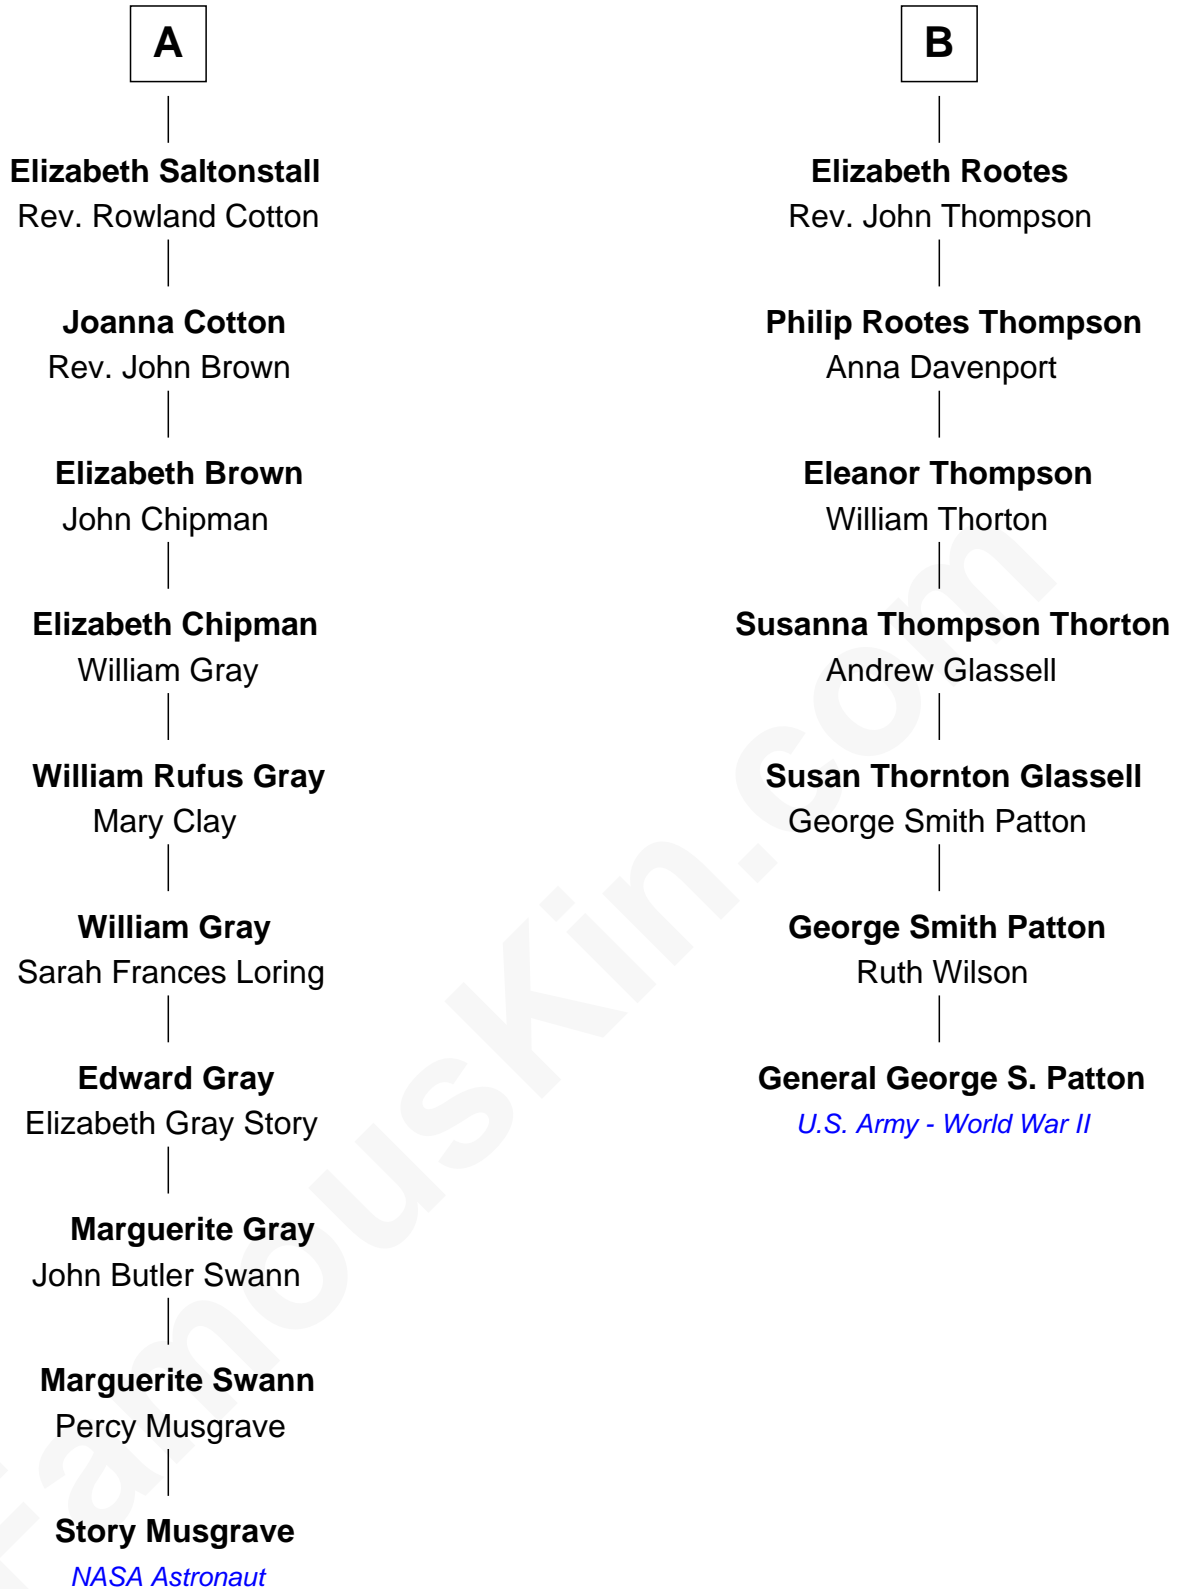 A
Elizabeth Saltonstall
Rev. Rowland Cotton
Joanna Cotton
Rev. John Brown
Elizabeth Brown
John Chipman
Elizabeth Chipman
William Gray
William Rufus Gray
Mary Clay
William Gray
Sarah Frances Loring
Edward Gray
Elizabeth Gray Story
Marguerite Gray
John Butler Swann
Marguerite Swann
Percy Musgrave
Story Musgrave
NASA Astronaut
B
Elizabeth Rootes
Rev. John Thompson
Philip Rootes Thompson
Anna Davenport
Eleanor Thompson
William Thorton
Susanna Thompson Thorton
Andrew Glassell
Susan Thornton Glassell
George Smith Patton
George Smith Patton
Ruth Wilson
General George S. Patton
U.S. Army - World War II
FamousKin.com